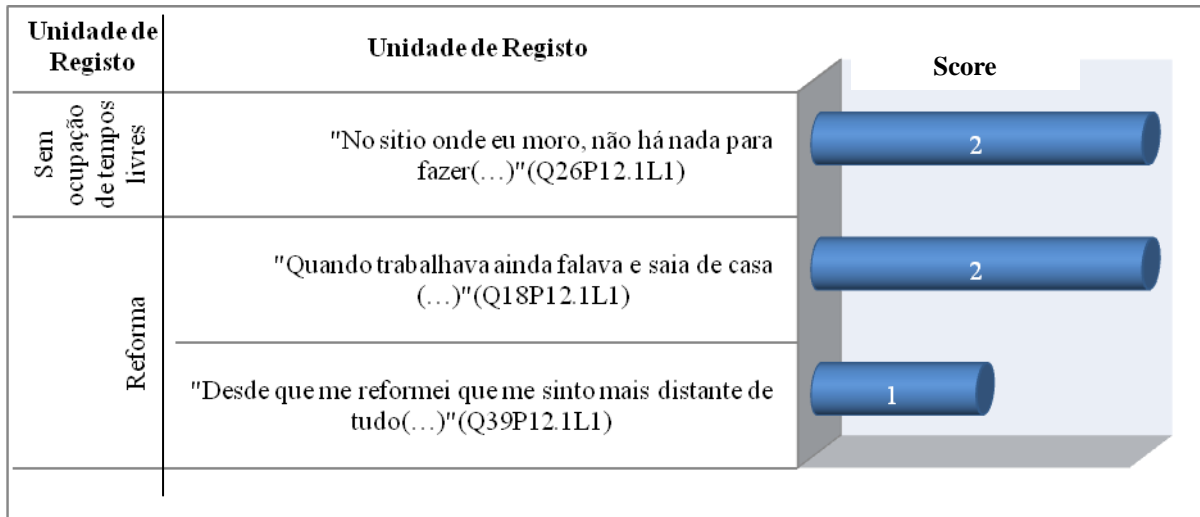 Unidade de
Registo
Unidade de Registo
Score
Sem
ocupação
de tempos
livres
"No sitio onde eu moro, não há nada para
fazer(…)"(Q26P12.1L1)
2
Reforma
"Quando trabalhava ainda falava e saia de casa
(…)"(Q18P12.1L1)
2
"Desde que me reformei que me sinto mais distante de
tudo(…)"(Q39P12.1L1)
1